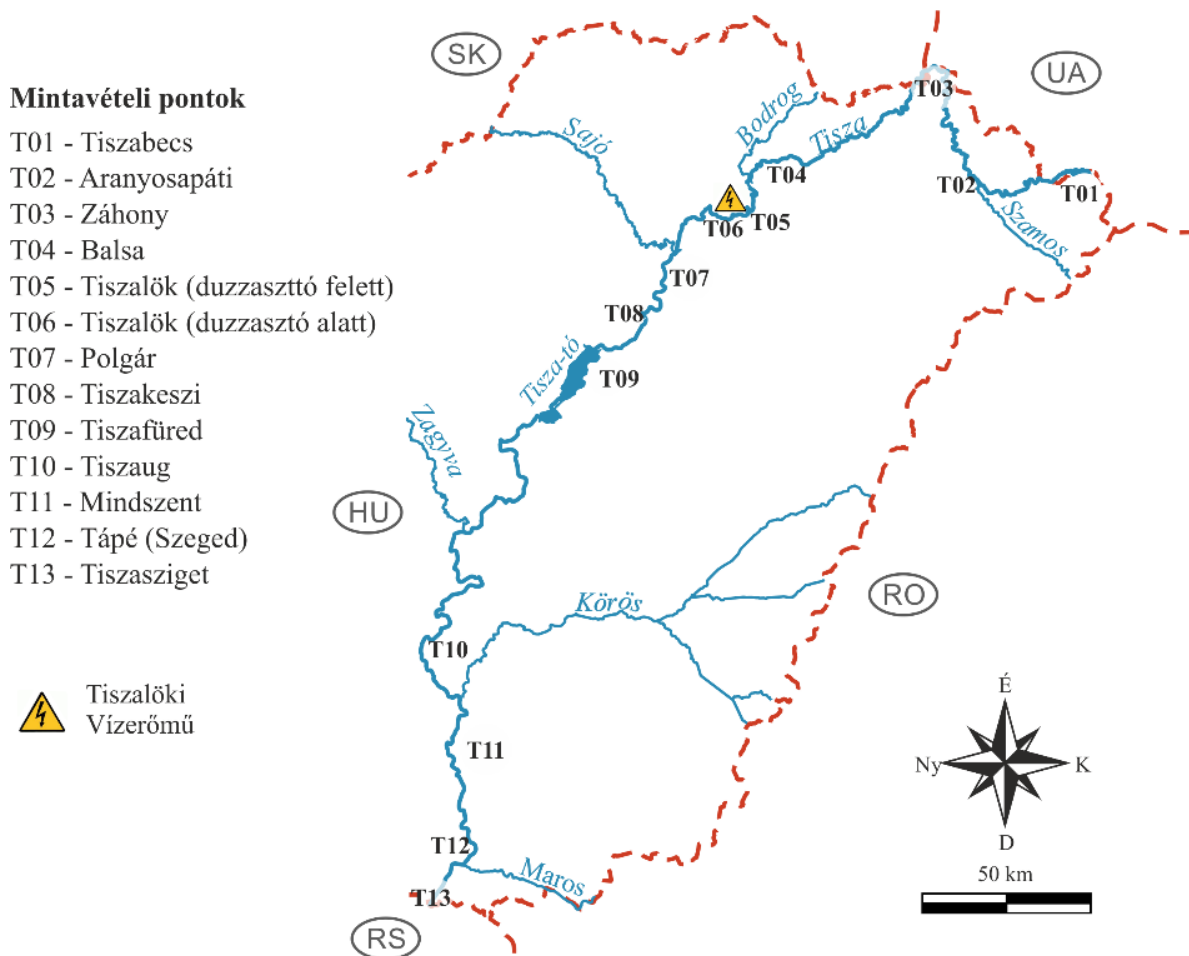 Mintavételi pontok
T01 - Tiszabecs
T02 - Aranyosapáti
T03 - Záhony
T04 - Balsa
T05 - Tiszalök (duzzaszttó felett)
T06 - Tiszalök (duzzasztó alatt)
T07 - Polgár
T08 - Tiszakeszi
T09 - Tiszafüred
T10 - Tiszaug
T11 - Mindszent
T12 - Tápé (Szeged)
T13 - Tiszasziget
Tiszalöki
Vízerőmű
SK
UA
T03
Bodrog
Tisza
Sajó
T04
T02
T01
T06
T05
Szamos
T07
T08
Tisza-tó
T09
Zagyva
HU
RO
Körös
T10
T11
T12
Maros
T13
RS
É
Ny
K
D
50 km